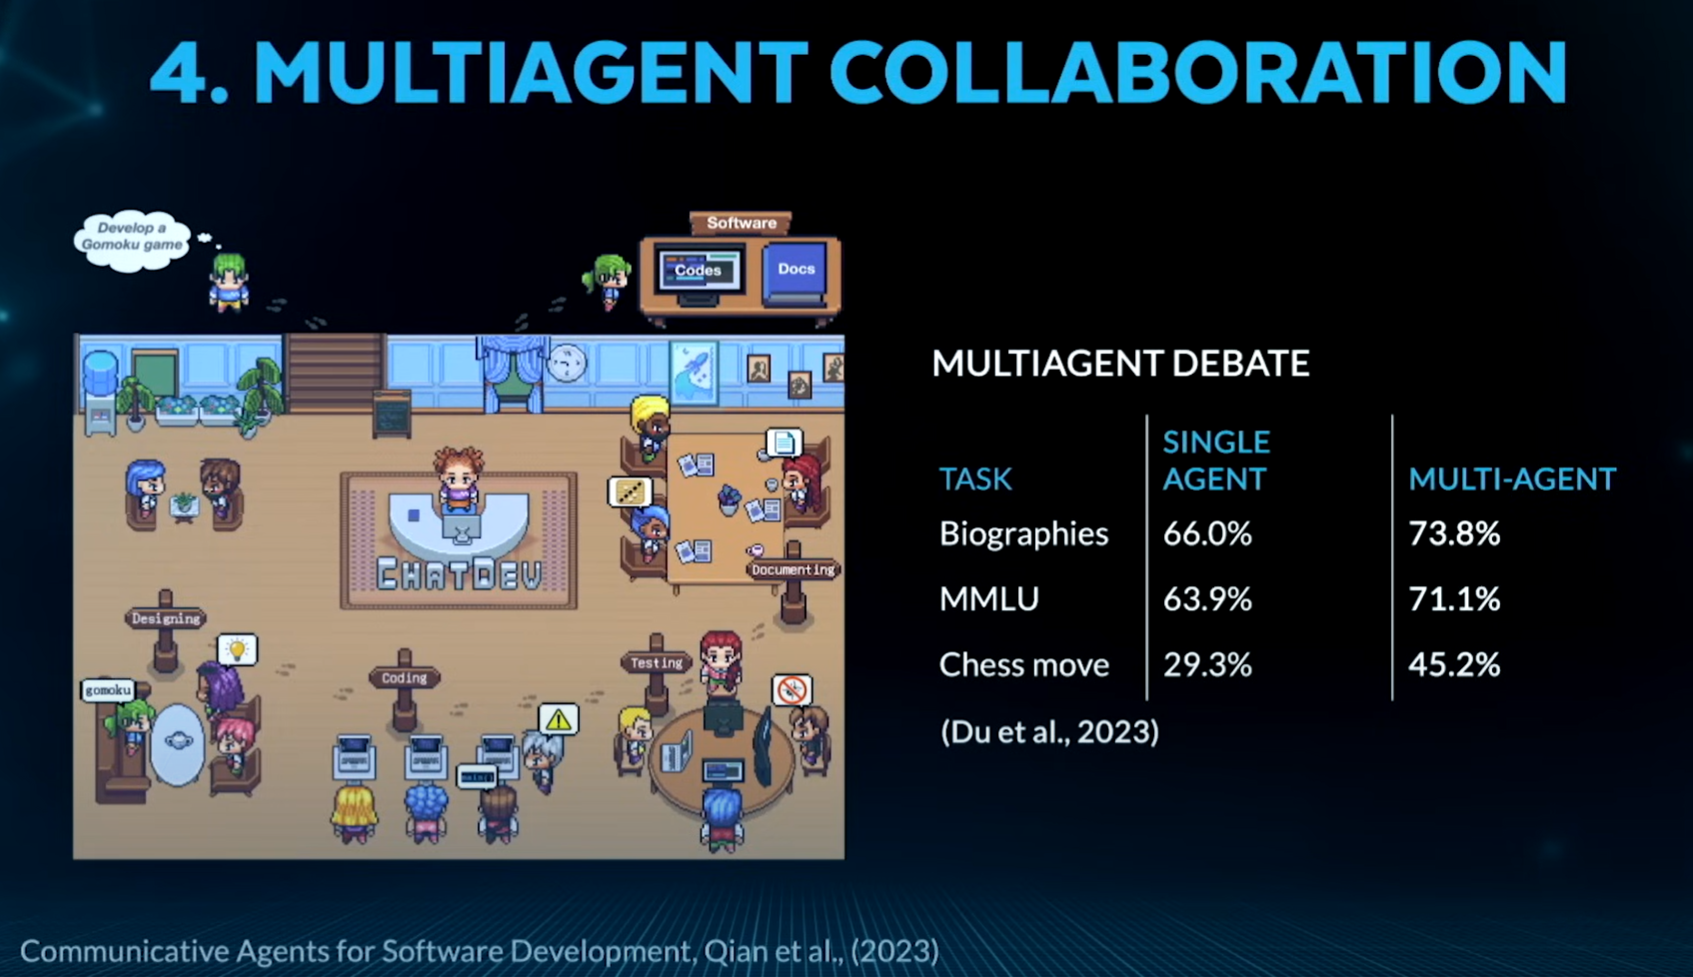 4. MULTIAGENT COLLABORATION
Develop a
Gomoku game
Software
Codes
Docs
CHATDEV
Documenting
Designing
gomoku
Coding
main()
Testing
MULTIAGENT DEBATE
TASK
SINGLE
AGENT
MULTI-AGENT
Biographies 66.0% 73.8%
MMLU 63.9% 71.1%
Chess move 29.3% 45.2%
(Du et al., 2023)
Communicative Agents for Software Development, Qian et al., (2023)